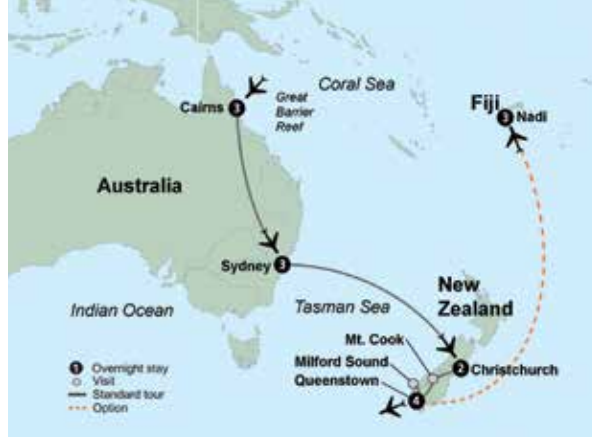 Coral Sea
Cairns 3
Great
Barrier
Reef
Fiji
3 Nadi
Australia
Sydney 3
New
Zealand
Indian Ocean
Tasman Sea
Mt. Cook
Milford Sound
Queenstown
2 Christchurch
4
1 Overnight stay
Visit
Standard tour
Option